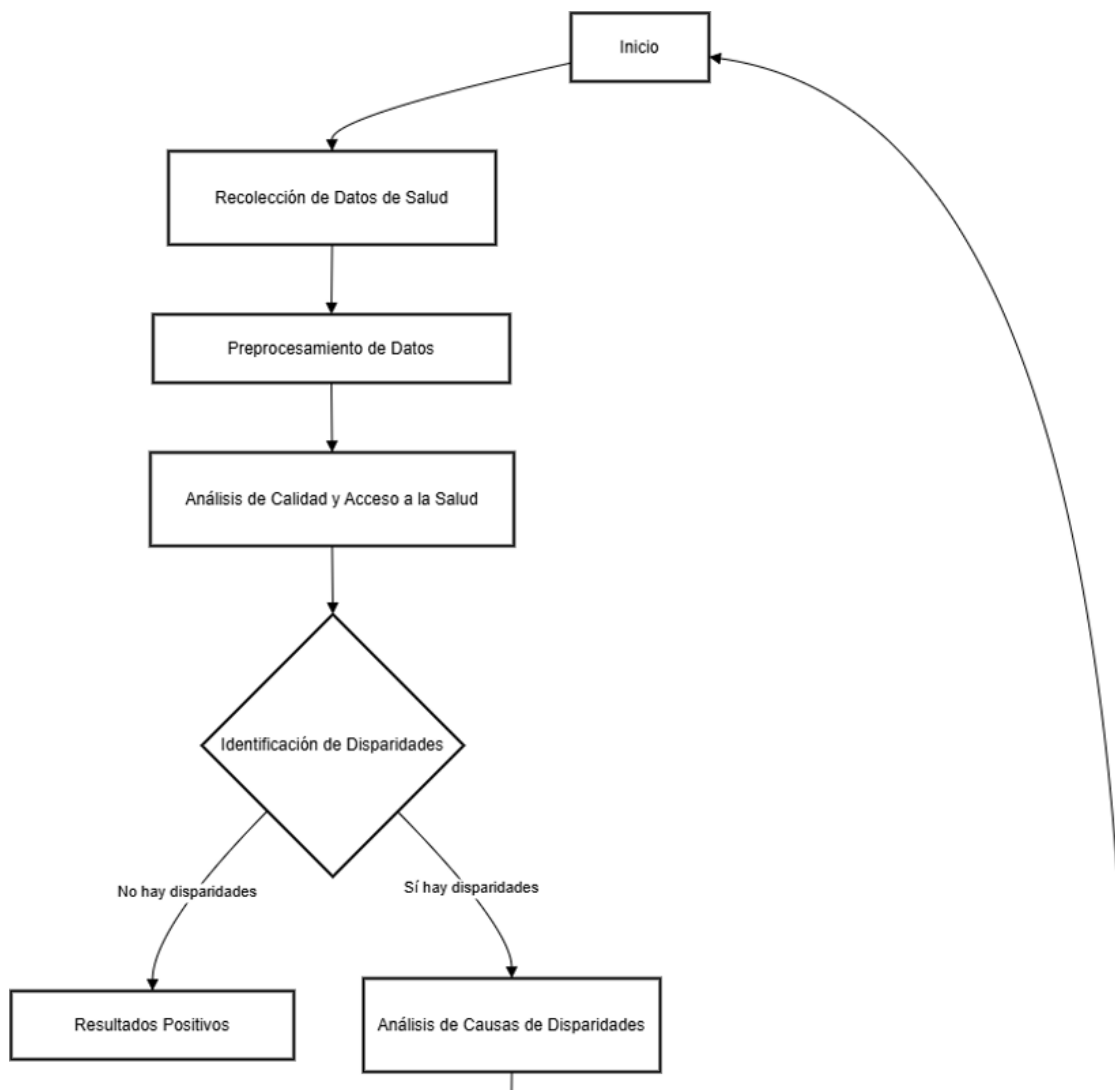 Inicio
Recolección de Datos de Salud
Preprocesamiento de Datos
Análisis de Calidad y Acceso a la Salud
Identificación de Disparidades
No hay disparidades
Sí hay disparidades
Resultados Positivos
Análisis de Causas de Disparidades